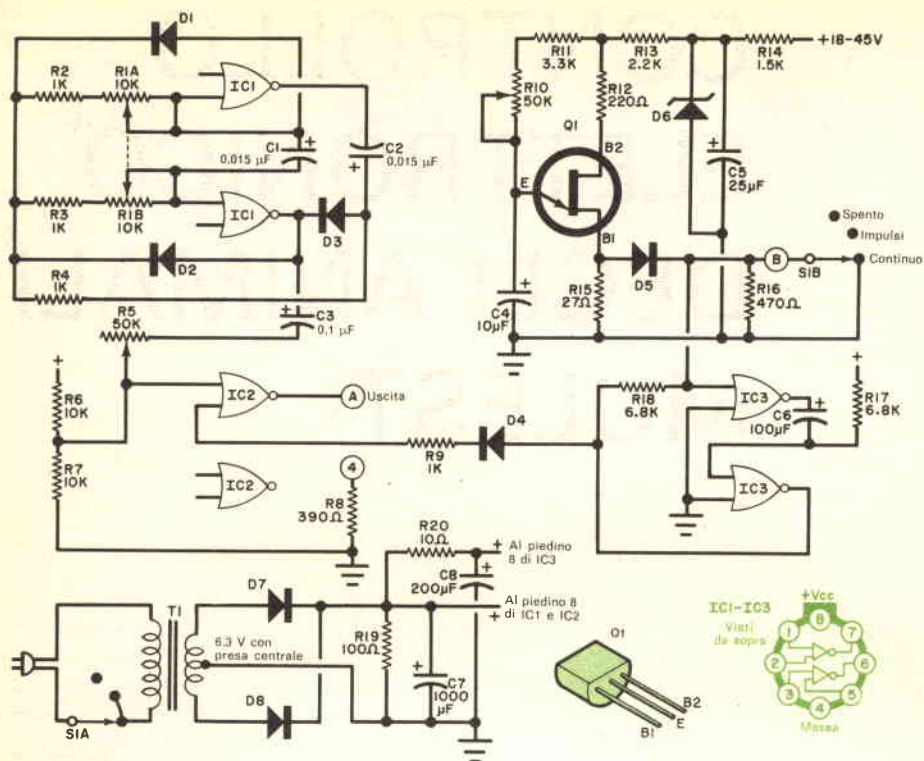 D1
R2
1K
R1A
10K
IC1
C1
0,015 µF
C2
0,015 µF
R3
1K
R1B
10K
IC1
D3
D2
R4
1K
R5
50K
C3
0,1 µF
R6
10K
R7
10K
IC2
A
Uscita
IC2
4
R8
390Ω
R9
1K
D4
R11
3.3K
R13
2.2K
R14
1.5K
+18-45V
R10
50K
R12
220Ω
Q1
D6
B2
E
B1
C5
25µF
Spento
Impulsi
Continuo
B
S1B
D5
R15
27Ω
R16
470Ω
C4
10µF
R18
6.8K
IC3
C6
100µF
R17
6.8K
IC3
R20
10Ω
Al piedino
8 di IC3
C8
200µF
Al piedino 8
di IC1 e IC2
D7
T1
6.3 V con
presa centrale
R19
100Ω
C7
1000
µF
D8
S1A
Q1
B2
E
B1
IC1-IC3
Visti
da sopra
+Vcc
8
1
7
2
6
3
5
4
Massa